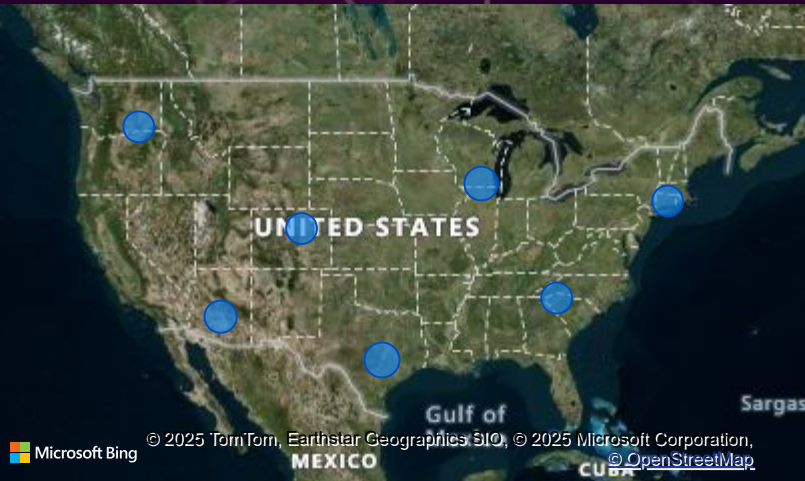 UNITED STATES
Gulf of
Sargas
© 2025 TomTom, Earthstar Geographics SIO, © 2025 Microsoft Corporation,
Microsoft Bing
© OpenStreetMap
MEXICO
CUBA